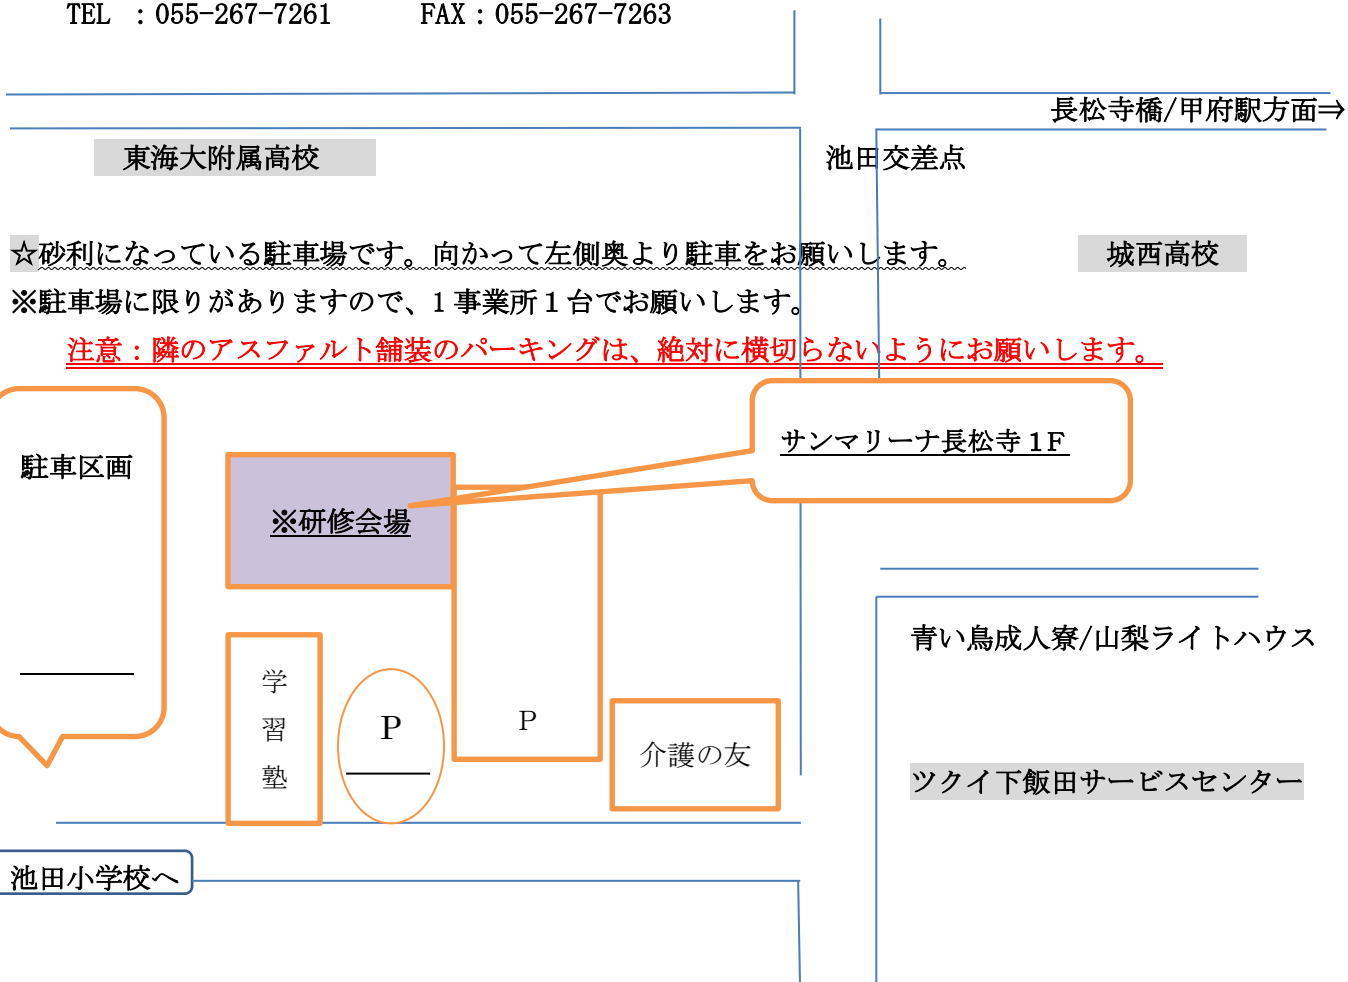 TEL ：055−267−7261 FAX：055−267−7263
長松寺橋/甲府駅方面⇒
東海大附属高校
池田交差点
☆砂利になっている駐車場です。向かって左側奥より駐車をお願いします。
城西高校
※駐車場に限りがありますので、1 事業所１台でお願いします。
注意：隣のアスファルト舗装のパーキングは、絶対に横切らないようにお願いします。
サンマリーナ長松寺１F
駐車区画
※研修会場
青い鳥成人寮/山梨ライトハウス
学
習
塾
P
P
介護の友
ツクイ下飯田サービスセンター
池田小学校へ